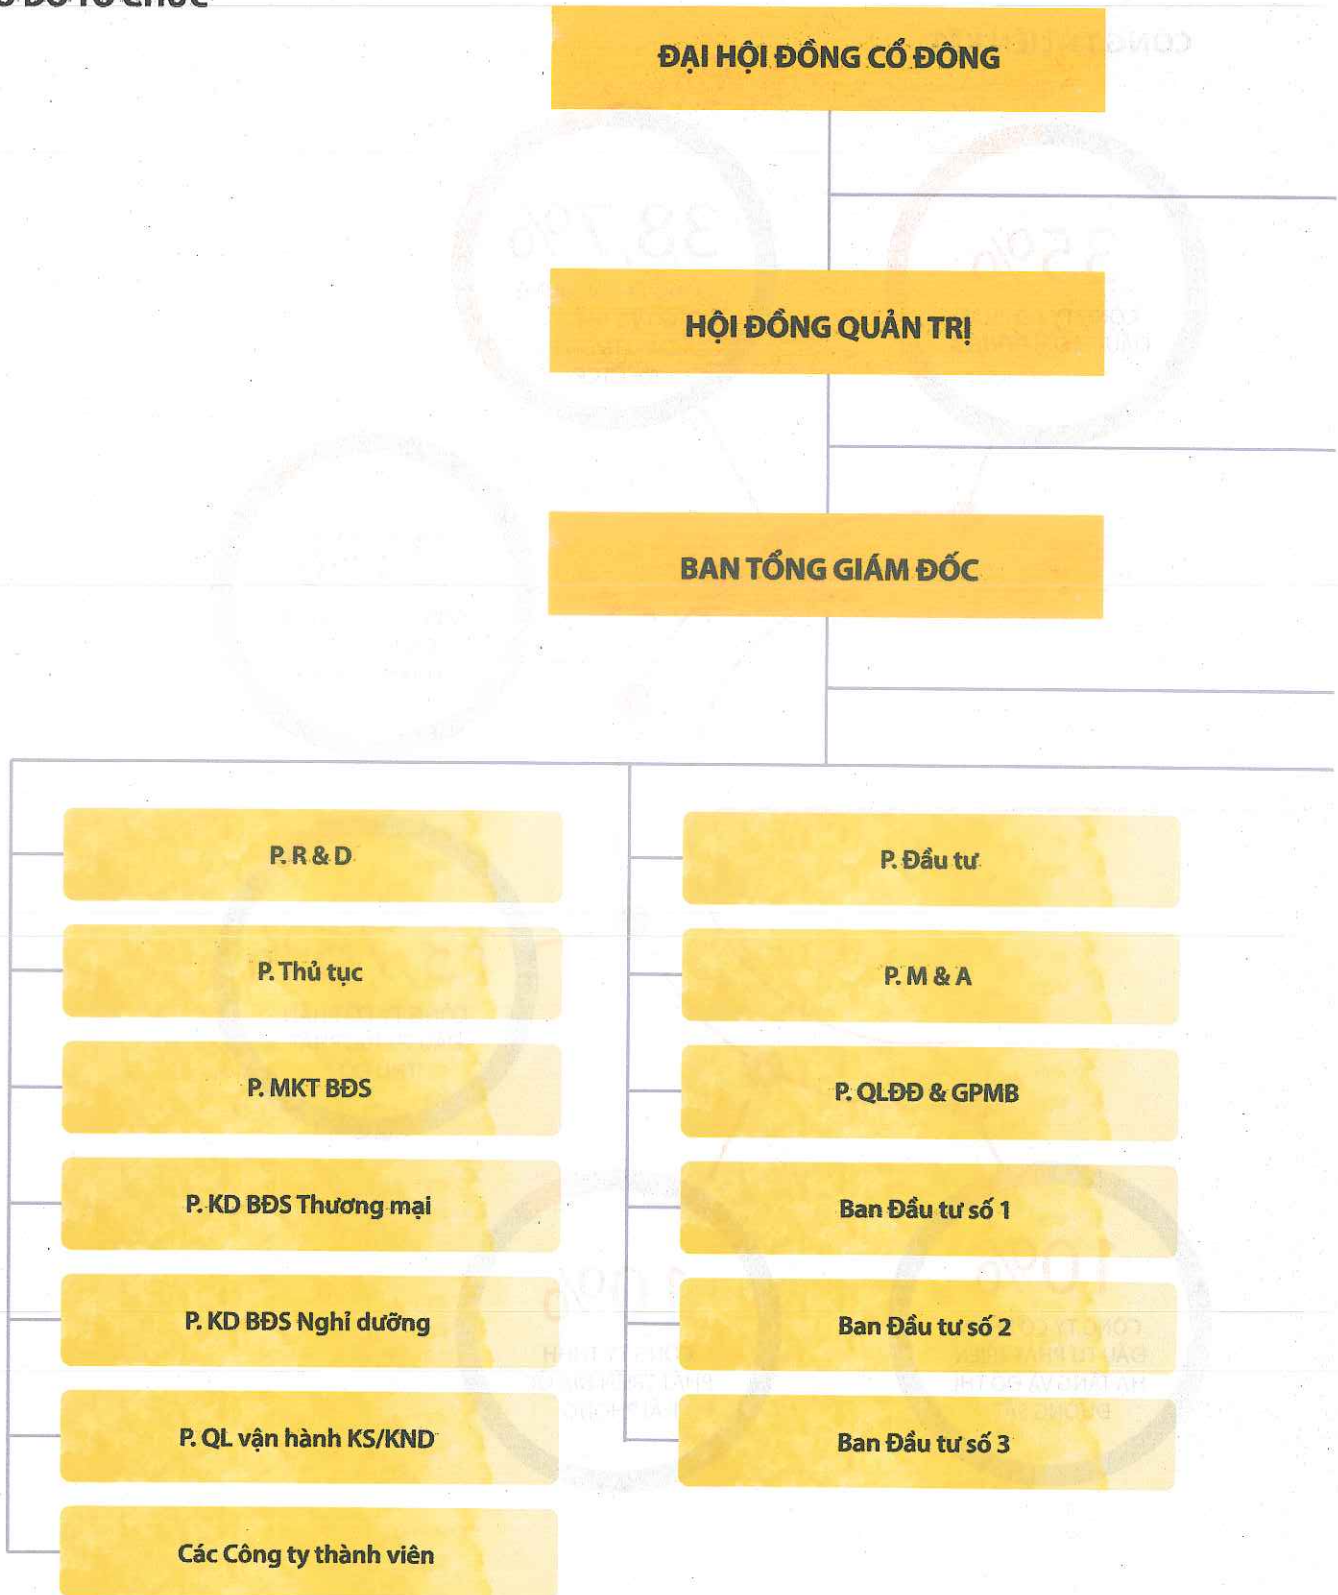 ĐẠI HỘI ĐỒNG CỔ ĐÔNG
HỘI ĐỒNG QUẢN TRỊ
BAN TỔNG GIÁM ĐỐC
P. R & D
P. Thủ tục
P. MKT BĐS
P. KD BĐS Thương mại
P. KD BĐS Nghỉ dưỡng
P. QL vận hành KS/KND
Các Công ty thành viên
P. Đầu tư
P. M & A
P. QLĐĐ & GPMB
Ban Đầu tư số 1
Ban Đầu tư số 2
Ban Đầu tư số 3